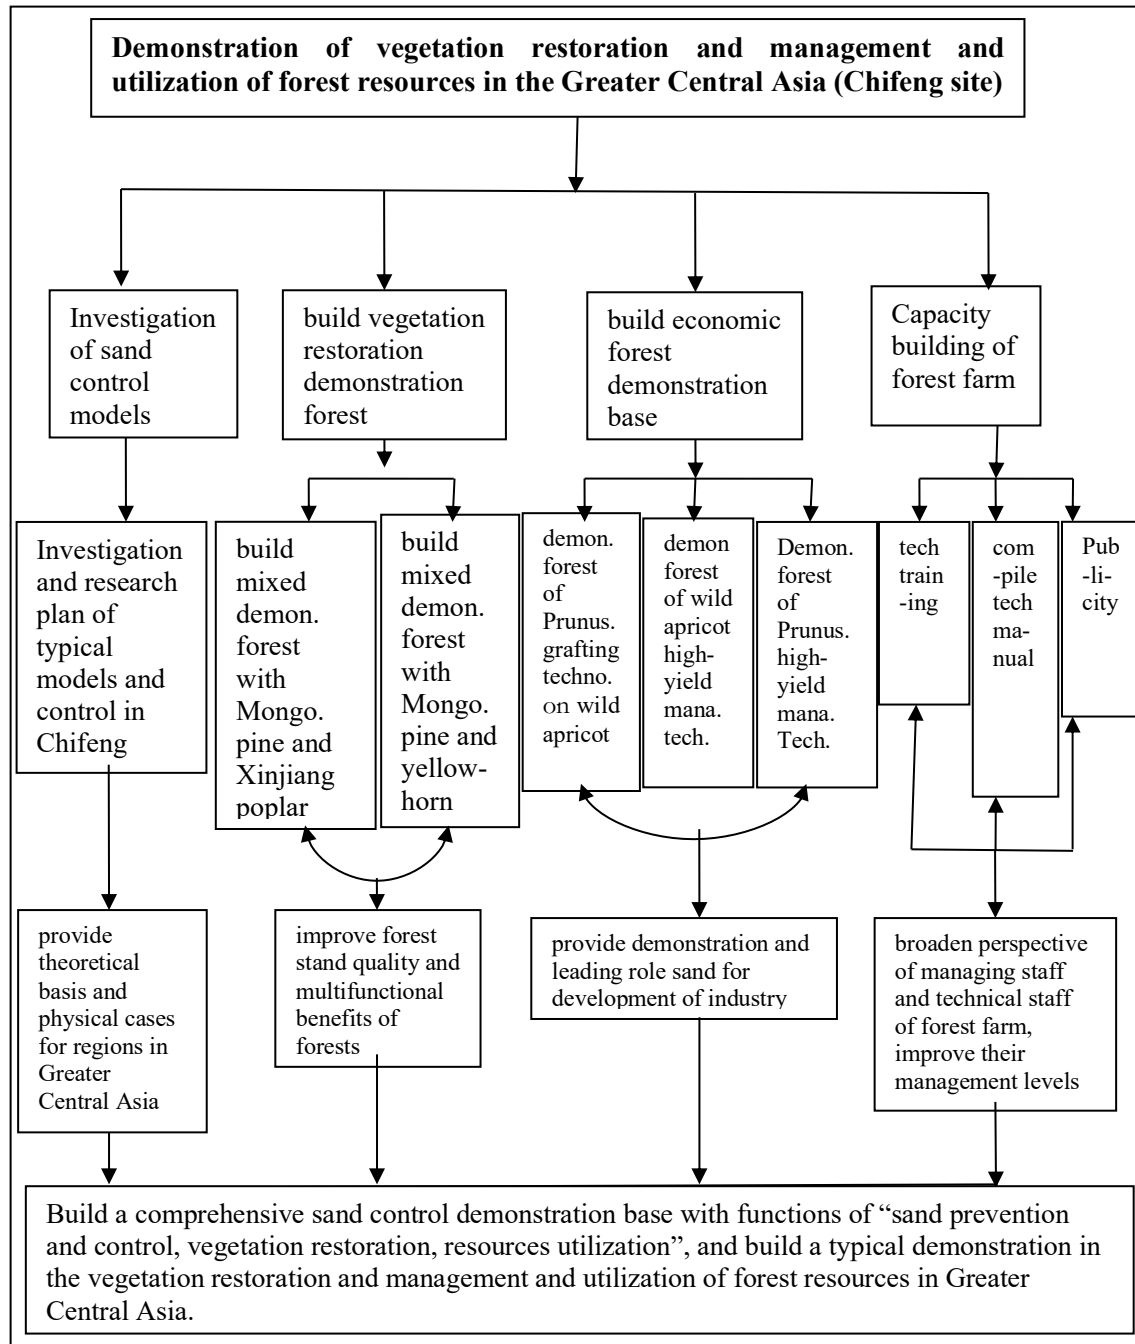 Demonstration of vegetation restoration and management and
utilization of forest resources in the Greater Central Asia (Chifeng site)
Investigation
of sand
control
models
build vegetation
restoration
demonstration
forest
build economic
forest
demonstration
base
Capacity
building of
forest farm
Investigation
and research
plan of
typical
models and
control in
Chifeng
build
mixed
demon.
forest
with
Mongo.
pine and
Xinjiang
poplar
build
mixed
demon.
forest
with
Mongo.
pine and
yellow-
horn
demon.
forest
of
Prunus.
grafting
techno.
on wild
apricot
demon
forest
of wild
apricot
high-
yield
mana.
tech.
Demon.
forest
of
Prunus.
high-
yield
mana.
Tech.
tech
train
-ing
com
-pile
tech
ma-
nual
Pub
-li-
city
provide
theoretical
basis and
physical cases
for regions in
Greater
Central Asia
improve forest
stand quality and
multifunctional
benefits of
forests
provide demonstration and
leading role sand for
development of industry
broaden perspective
of managing staff
and technical staff
of forest farm,
improve their
management levels
Build a comprehensive sand control demonstration base with functions of “sand prevention
and control, vegetation restoration, resources utilization”, and build a typical demonstration in
the vegetation restoration and management and utilization of forest resources in Greater
Central Asia.